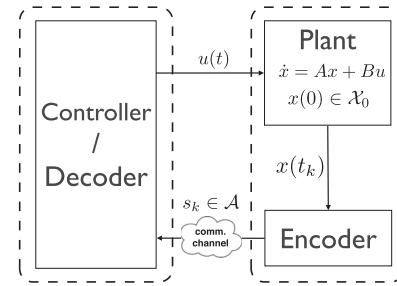 Controller
/
Decoder
u(t)
Plant
ẋ = Ax + Bu
x(0) ∈ 𝒳₀
x(tₖ)
sₖ ∈ 𝒜
comm.
channel
Encoder